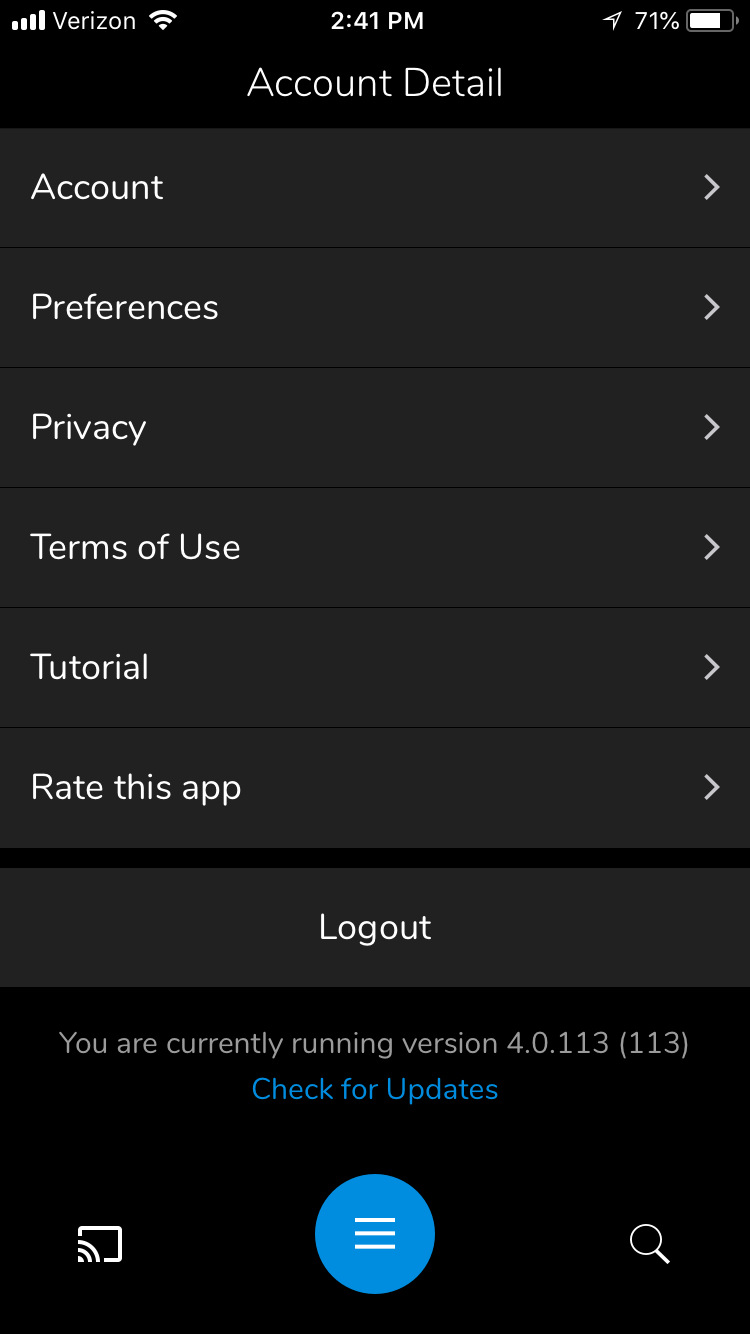 Verizon 2:41 PM 71%
Account Detail
Account
Preferences
Privacy
Terms of Use
Tutorial
Rate this app
Logout
You are currently running version 4.0.113 (113)
Check for Updates